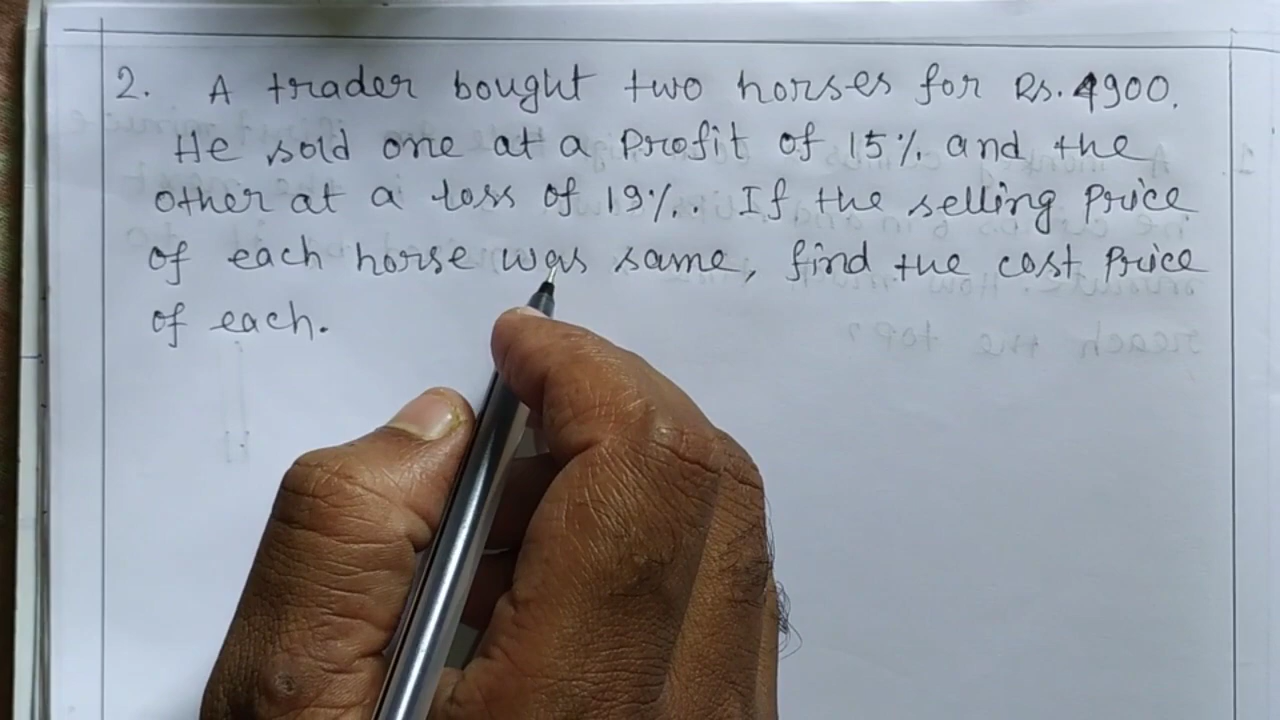 2. A trader bought two horses for Rs. 4900.
He sold one at a Profit of 15% and the
other at a loss of 19%. If the selling Price
of each horse was same, find the cost Price
of each.